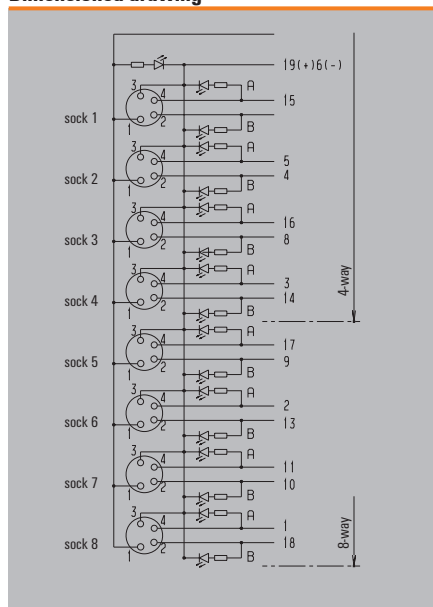 Dimensioned drawing
19(+)6(-)
3 A
4 15
sock 1
1 2 B
3 A
4 5
sock 2 4
1 2 B
3 A
4 16
sock 3 8
1 2 B
3 A
4 3
sock 4 14
1 2 B
4-way
3 A
4 17
sock 5 9
1 2 B
3 A
4 2
sock 6 13
1 2 B
3 A
4 11
sock 7 10
1 2 B
3 A
4 1
sock 8 18
1 2 B
8-way